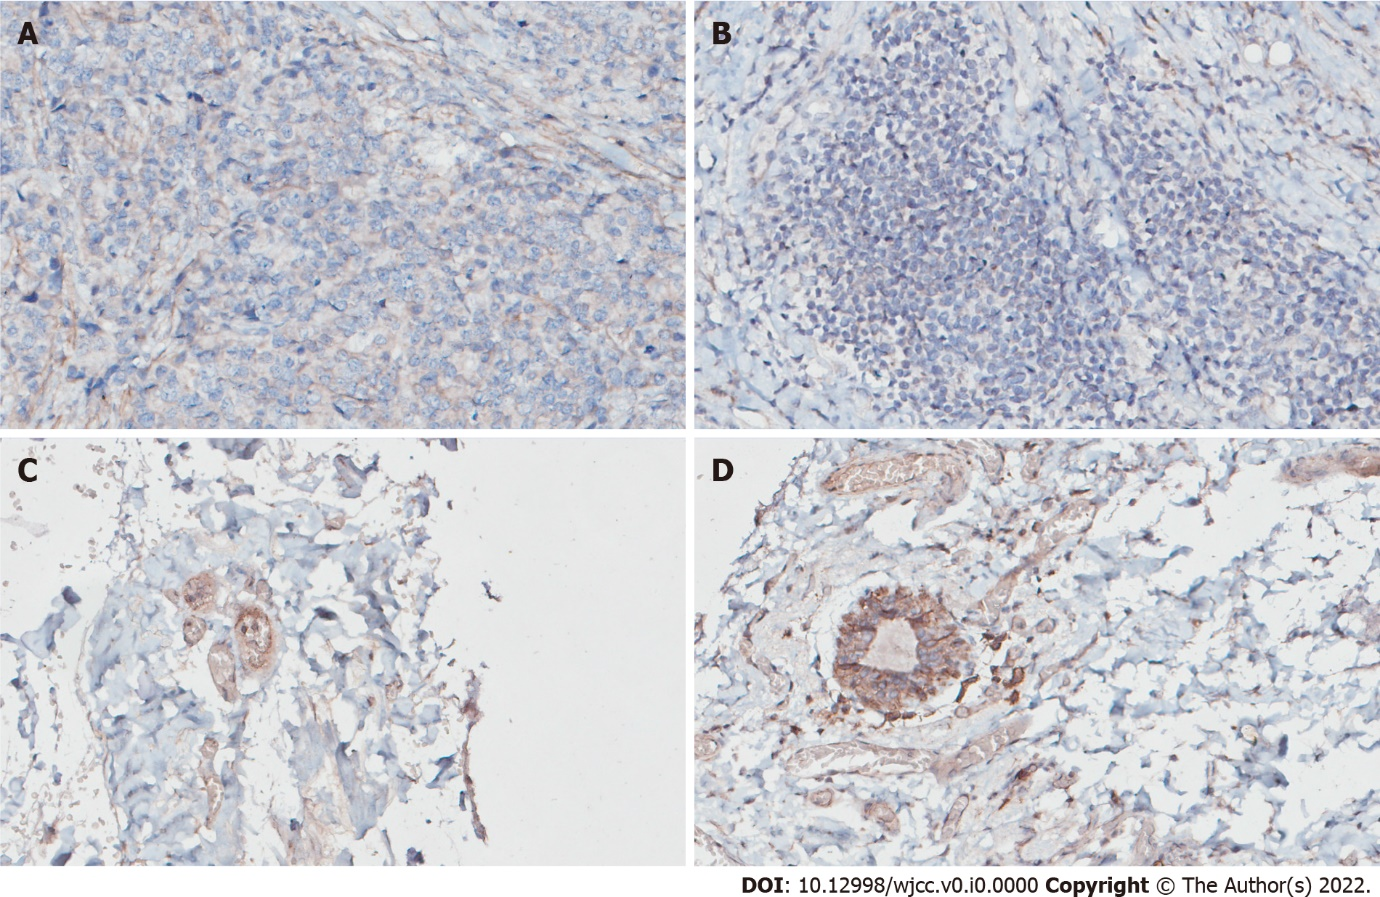 A
B
C
D
DOI: 10.12998/wjcc.v0.i0.0000 Copyright © The Author(s) 2022.